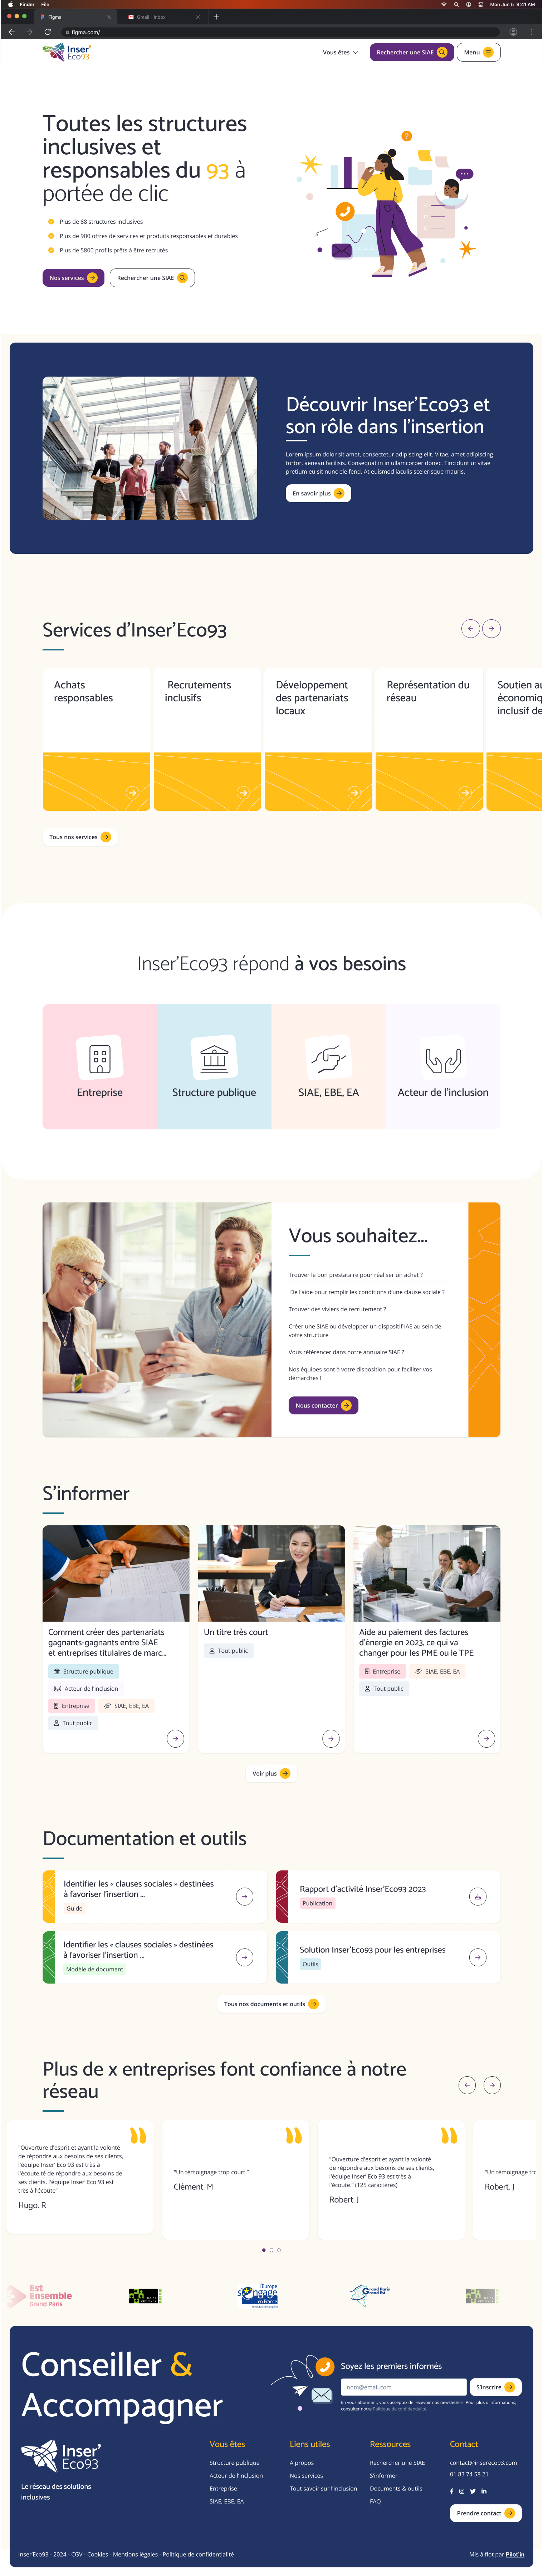 Finder File Mon Jun 5 9:41 AM
Figma Gmail - Inbox
figma.com/
Inser' Eco93
Vous êtes
Rechercher une SIAE
Menu
Toutes les structures
inclusives et
responsables du 93 à
portée de clic
Plus de 88 structures inclusives
Plus de 900 offres de services et produits responsables et durables
Plus de 5800 profils prêts à être recrutés
Nos services
Rechercher une SIAE
Découvrir Inser'Eco93 et
son rôle dans l'insertion
Lorem ipsum dolor sit amet, consectetur adipiscing elit. Vitae, amet adipiscing
tortor, aenean facilisis. Consequat in in ullamcorper donec. Tincidunt ut vitae
pretium eu sit nunc eleifend. At euismod iaculis scelerisque mauris.
En savoir plus
Services d'Inser'Eco93
Achats
responsables
Recrutements
inclusifs
Développement
des partenariats
locaux
Représentation du
réseau
Soutien au
économiq
inclusif de
Tous nos services
Inser'Eco93 répond à vos besoins
Entreprise
Structure publique
SIAE, EBE, EA
Acteur de l'inclusion
Vous souhaitez...
Trouver le bon prestataire pour réaliser un achat ?
De l'aide pour remplir les conditions d'une clause sociale ?
Trouver des viviers de recrutement ?
Créer une SIAE ou développer un dispositif IAE au sein de
votre structure
Vous référencer dans notre annuaire SIAE ?
Nos équipes sont à votre disposition pour faciliter vos
démarches !
Nous contacter
S'informer
Comment créer des partenariats
gagnants-gagnants entre SIAE
et entreprises titulaires de marc...
Structure publique
Acteur de l'inclusion
Entreprise
SIAE, EBE, EA
Tout public
Un titre très court
Tout public
Aide au paiement des factures
d'énergie en 2023, ce qui va
changer pour les PME ou le TPE
Entreprise
SIAE, EBE, EA
Tout public
Voir plus
Documentation et outils
Identifier les « clauses sociales » destinées
à favoriser l'insertion ...
Guide
Rapport d'activité Inser'Eco93 2023
Publication
Identifier les « clauses sociales » destinées
à favoriser l'insertion ...
Modèle de document
Solution Inser'Eco93 pour les entreprises
Outils
Tous nos documents et outils
Plus de x entreprises font confiance à notre
réseau
"Ouverture d'esprit et ayant la volonté
de répondre aux besoins de ses clients,
l'équipe Inser' Eco 93 est très à
l'écoute.té de répondre aux besoins de
ses clients, l'équipe Inser' Eco 93 est
très à l'écoute"
Hugo. R
"Un témoignage trop court."
Clément. M
"Ouverture d'esprit et ayant la volonté
de répondre aux besoins de ses clients,
l'équipe Inser' Eco 93 est très à
l'écoute." (125 caractères)
Robert. J
"Un témoignage tro
Robert. J
Est
Ensemble
Grand Paris
l'Europe
s'engage
en France
Grand Paris
Grand Est
Conseiller &
Accompagner
Soyez les premiers informés
nom@email.com
S'inscrire
En vous abonnant, vous acceptez de recevoir nos newsletters. Pour plus d'informations,
consulter notre Politique de confidentialité.
Inser'
Eco93
Le réseau des solutions
inclusives
Vous êtes
Structure publique
Acteur de l'inclusion
Entreprise
SIAE, EBE, EA
Liens utiles
A propos
Nos services
Tout savoir sur l'inclusion
Ressources
Rechercher une SIAE
S'informer
Documents & outils
FAQ
Contact
contact@insereco93.com
01 83 74 58 21
Prendre contact
Inser'Eco93 - 2024 - CGV - Cookies - Mentions légales - Politique de confidentialité
Mis à flot par Pilot'in